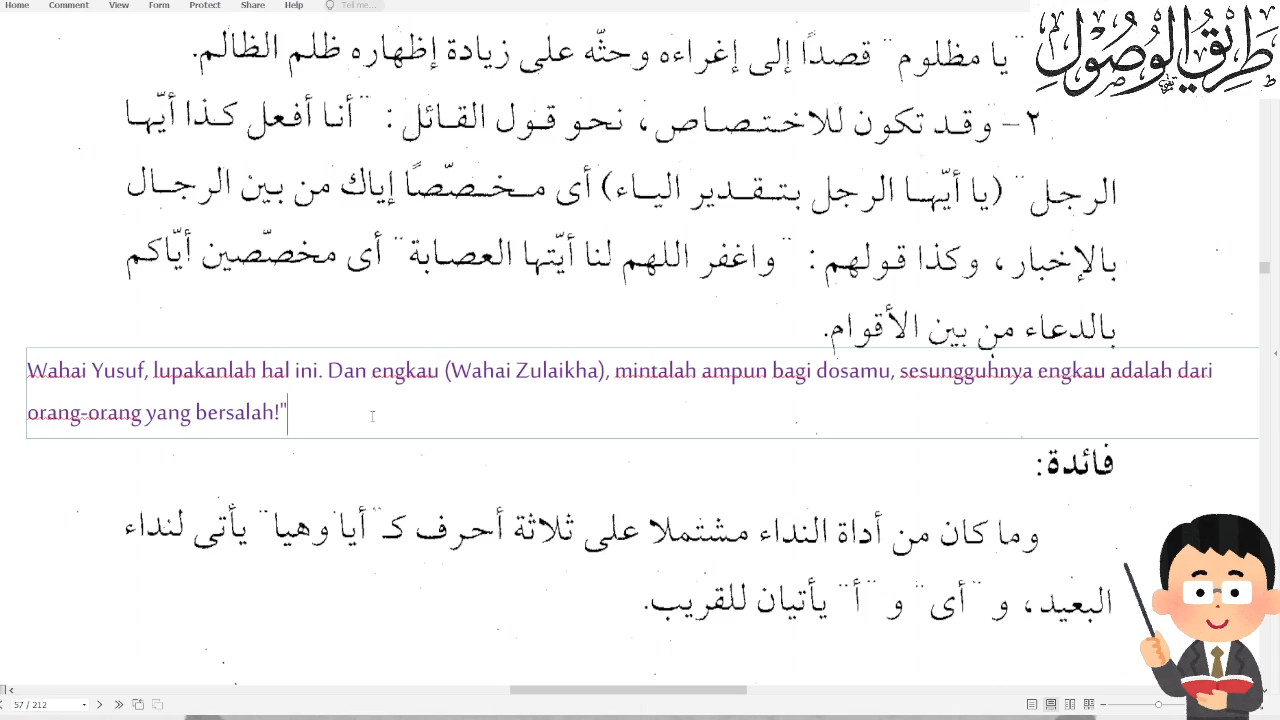 Home Comment View Form Protect Share Help Tell me...
طريق الوصول
"يا مظلوم" قصدًا إلى إغراءه وحثّه على زيادة إظهاره ظلم الظالم.
٢- وقد تكون للاختصاص، نحو قول القائل: "أنا أفعل كذا أيّها
الرجل" (يا أيّها الرجل بتقدير الياء) أى مخصّصًا إياك من بين الرجال
بالإخبار، وكذا قولهم: "واغفر اللهم لنا أيّتها العصابة" أى مخصّصين أيّاكم
بالدعاء من بين الأقوام.
Wahai Yusuf, lupakanlah hal ini. Dan engkau (Wahai Zulaikha), mintalah ampun bagi dosamu, sesungguhnya engkau adalah dari
orang-orang yang bersalah!"
فائدة:
وما كان من أداة النداء مشتملا على ثلاثة أحرف كـ"أيا وهيا" يأتى لنداء
البعيد، و "أى" و "أ" يأتيان للقريب.
57 / 212